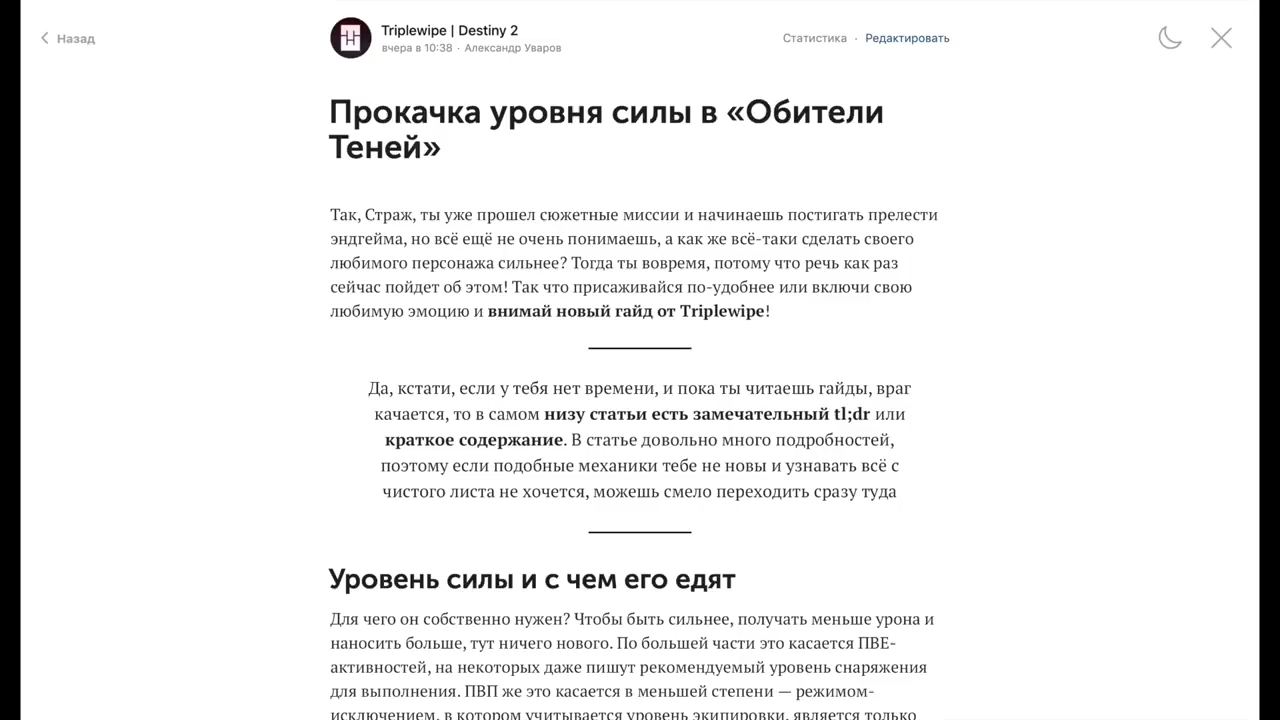 Назад
Triplewipe | Destiny 2
вчера в 10:38 · Александр Уваров
Статистика · Редактировать
Прокачка уровня силы в «Обители
Теней»
Так, Страж, ты уже прошел сюжетные миссии и начинаешь постигать прелести
эндгейма, но всё ещё не очень понимаешь, а как же всё-таки сделать своего
любимого персонажа сильнее? Тогда ты вовремя, потому что речь как раз
сейчас пойдет об этом! Так что присаживайся по-удобнее или включи свою
любимую эмоцию и внимай новый гайд от Triplewipe!
Да, кстати, если у тебя нет времени, и пока ты читаешь гайды, враг
качается, то в самом низу статьи есть замечательный tl;dr или
краткое содержание. В статье довольно много подробностей,
поэтому если подобные механики тебе не новы и узнавать всё с
чистого листа не хочется, можешь смело переходить сразу туда
Уровень силы и с чем его едят
Для чего он собственно нужен? Чтобы быть сильнее, получать меньше урона и
наносить больше, тут ничего нового. По большей части это касается ПВЕ-
активностей, на некоторых даже пишут рекомендуемый уровень снаряжения
для выполнения. ПВП же это касается в меньшей степени — режимом-
исключением, в котором учитывается уровень экипировки, является только